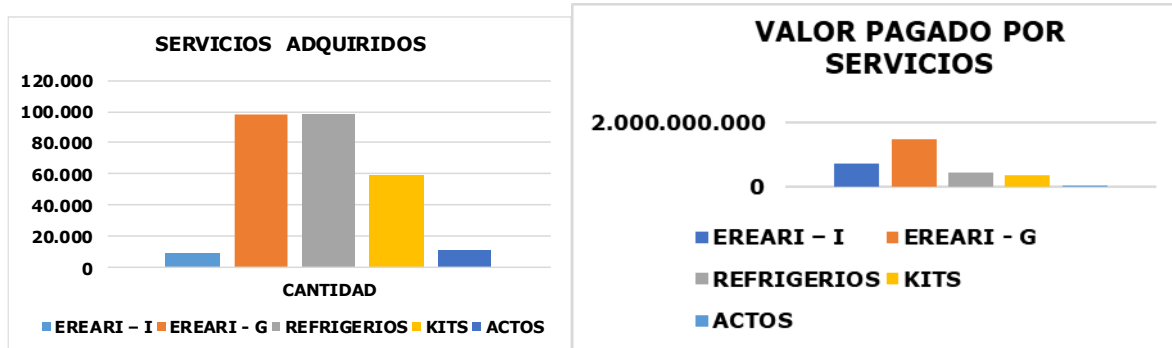 SERVICIOS ADQUIRIDOS
120.000
100.000
80.000
60.000
40.000
20.000
0
CANTIDAD
EREARI – I EREARI - G REFRIGERIOS KITS ACTOS
VALOR PAGADO POR
SERVICIOS
2.000.000.000
0
EREARI – I EREARI - G
REFRIGERIOS KITS
ACTOS